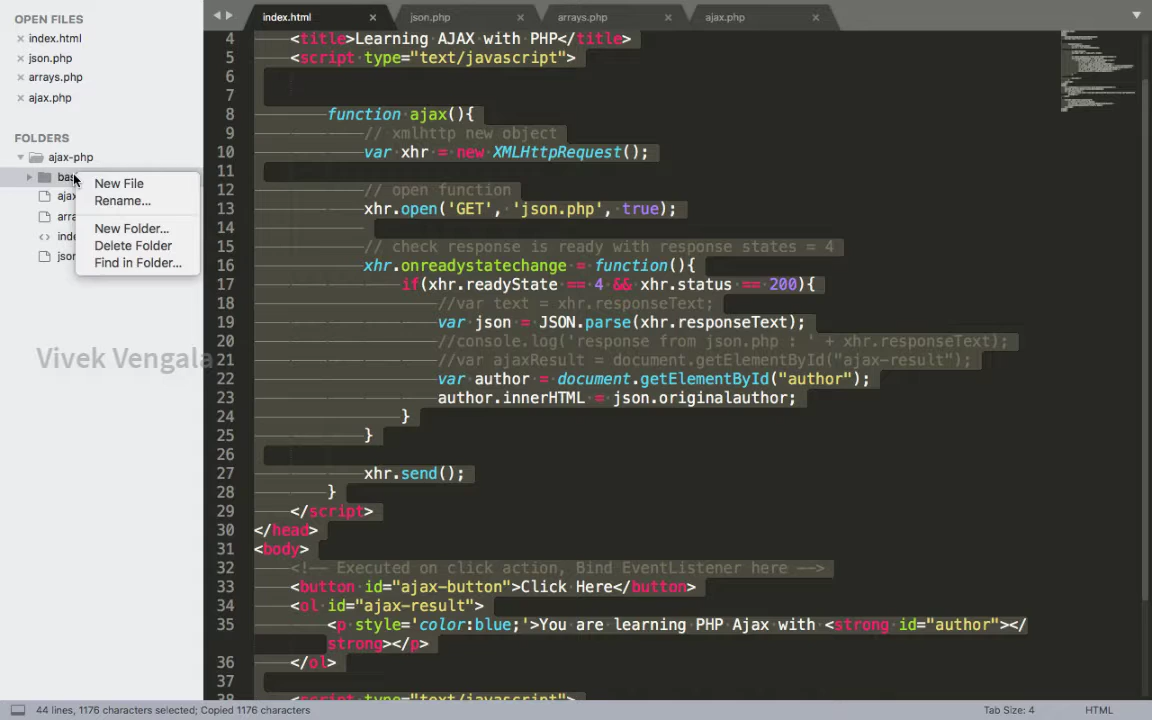 OPEN FILES
× index.html
× json.php
× arrays.php
× ajax.php
FOLDERS
ajax-php
New File
Rename...
New Folder...
Delete Folder
Find in Folder...
Vivek Vengala
index.html ×
json.php ×
arrays.php ×
ajax.php ×
4 <title>Learning AJAX with PHP</title>
5 <script type="text/javascript">
6
7
8 function ajax(){
9 // xmlhttp new object
10 var xhr = new XMLHttpRequest();
11
12 // open function
13 xhr.open('GET', 'json.php', true);
14
15 // check response is ready with response states = 4
16 xhr.onreadystatechange = function(){
17 if(xhr.readyState == 4 && xhr.status == 200){
18 //var text = xhr.responseText;
19 var json = JSON.parse(xhr.responseText);
20 //console.log('response from json.php : ' + xhr.responseText);
21 //var ajaxResult = document.getElementById("ajax-result");
22 var author = document.getElementById("author");
23 author.innerHTML = json.originalauthor;
24 }
25 }
26
27 xhr.send();
28 }
29 </script>
30 </head>
31 <body>
32 <!-- Executed on click action, Bind EventListener here -->
33 <button id="ajax-button">Click Here</button>
34 <ol id="ajax-result">
35 <p style='color:blue;'>You are learning PHP Ajax with <strong id="author"></
strong></p>
36 </ol>
37
44 lines, 1176 characters selected; Copied 1176 characters
Tab Size: 4
HTML